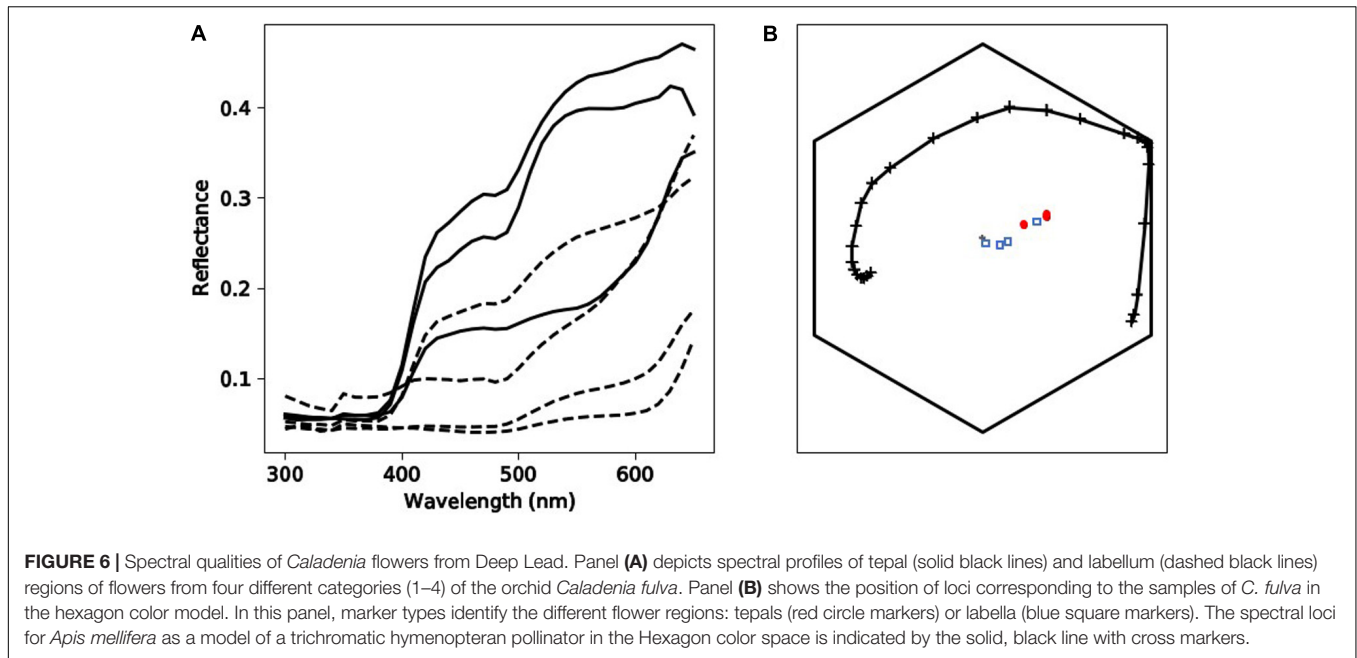 A
B
0.4
0.3
0.2
0.1
Reflectance
300 400 500 600
Wavelength (nm)
FIGURE 6 | Spectral qualities of Caladenia flowers from Deep Lead. Panel (A) depicts spectral profiles of tepal (solid black lines) and labellum (dashed black lines)
regions of flowers from four different categories (1–4) of the orchid Caladenia fulva. Panel (B) shows the position of loci corresponding to the samples of C. fulva in
the hexagon color model. In this panel, marker types identify the different flower regions: tepals (red circle markers) or labella (blue square markers). The spectral loci
for Apis mellifera as a model of a trichromatic hymenopteran pollinator in the Hexagon color space is indicated by the solid, black line with cross markers.